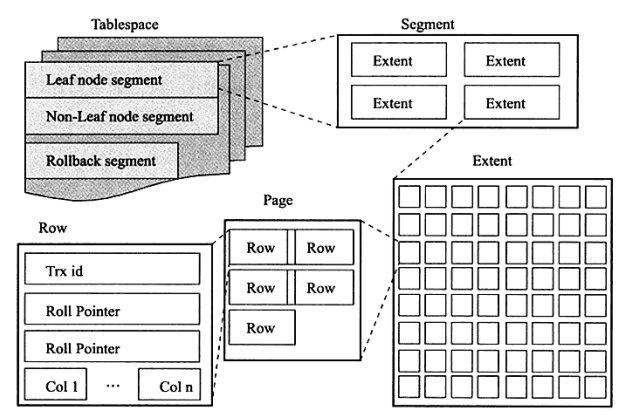 Tablespace
Leaf node segment
Non-Leaf node segment
Rollback segment
Segment
Extent Extent
Extent Extent
Extent
Page
Row Row
Row Row
Row
Row
Trx id
Roll Pointer
Roll Pointer
Col 1 ... Col n